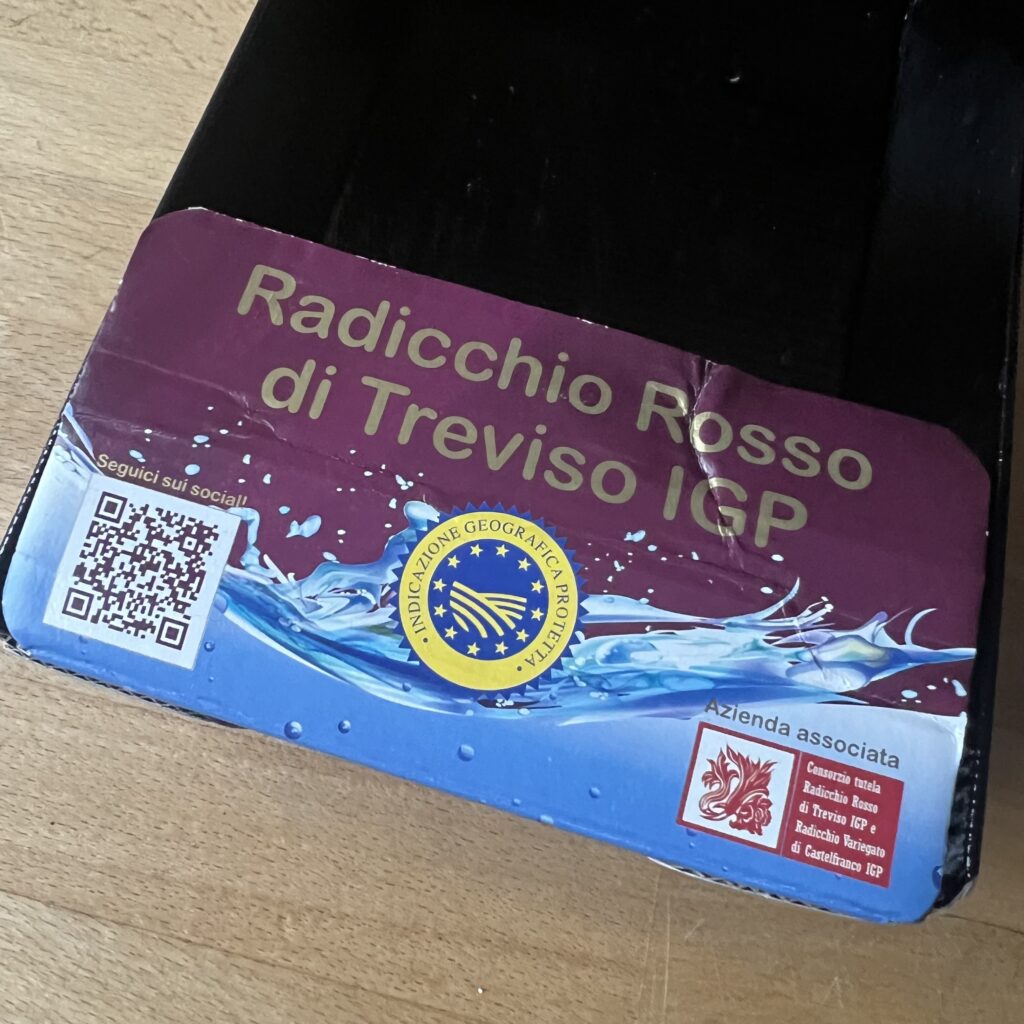 Radicchio Rosso
di Treviso IGP
Seguici sui social!
INDICAZIONE GEOGRAFICA PROTETTA
Azienda associata
Consorzio tutela
Radicchio Rosso
di Treviso IGP e
Radicchio Variegato
di Castelfranco IGP